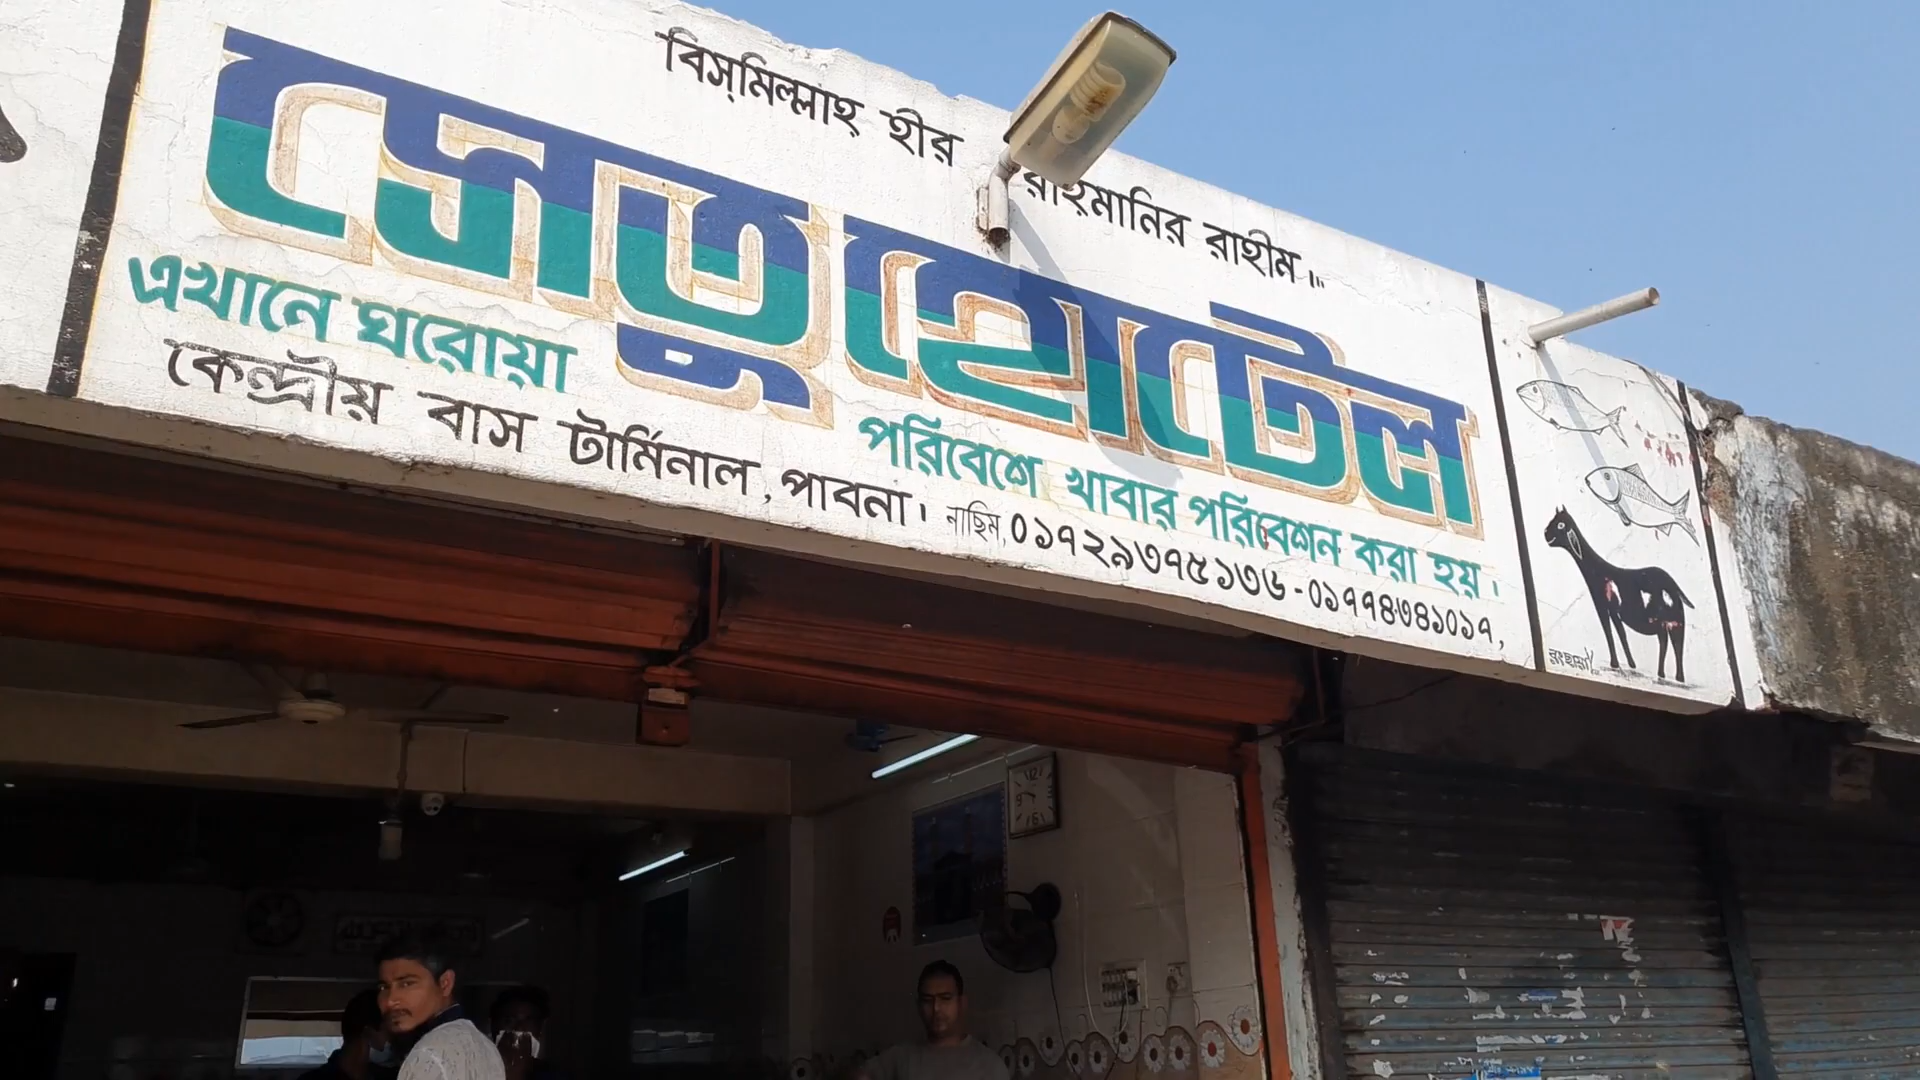 বিস্‌মিল্লাহ্ হীর রাহ্‌মানির রাহীম॥
সেতু হোটেল
এখানে ঘরোয়া পরিবেশে খাবার পরিবেশন করা হয়।
কেন্দ্রীয় বাস টার্মিনাল, পাবনা। নাছিম, ০১৭২৯৩৭৫১৩৬ - ০১৭৭৪৩৪১০১৭,